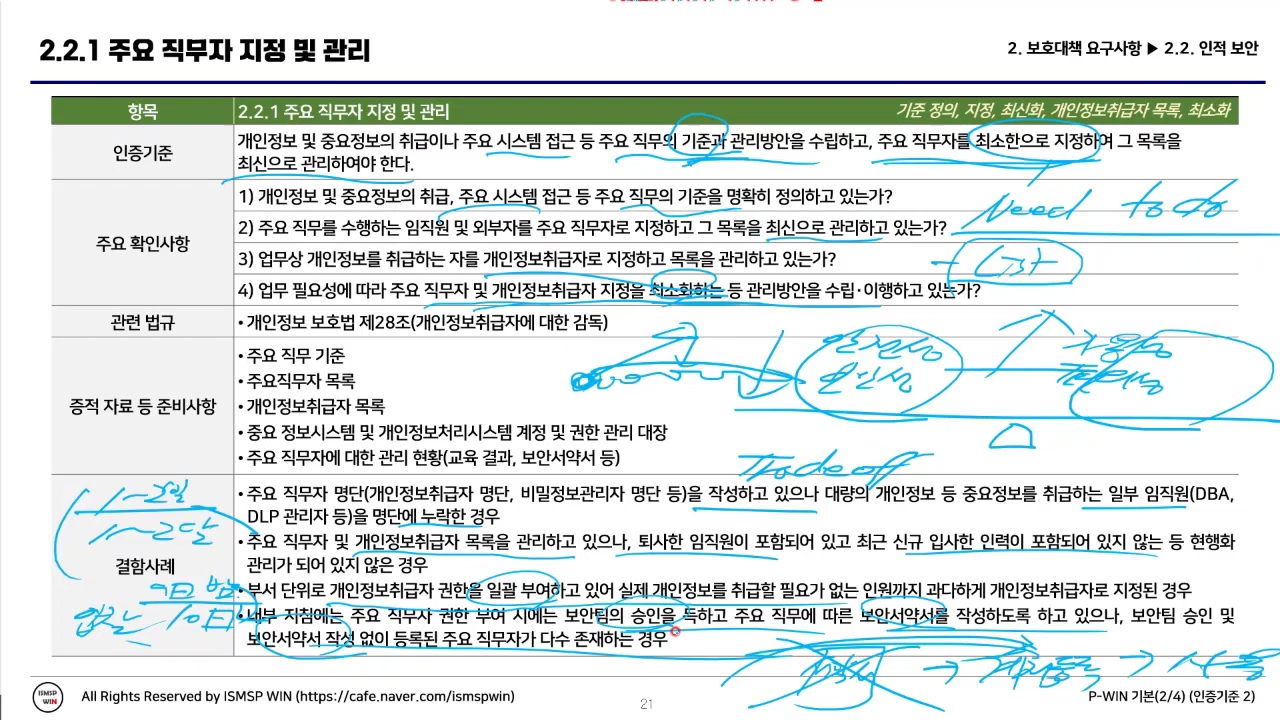 2.2.1 주요 직무자 지정 및 관리
2. 보호대책 요구사항 ▶ 2.2. 인적 보안
항목
2.2.1 주요 직무자 지정 및 관리
기준 정의, 지정, 최신화, 개인정보취급자 목록, 최소화
인증기준
개인정보 및 중요정보의 취급이나 주요 시스템 접근 등 주요 직무의 기준과 관리방안을 수립하고, 주요 직무자를 최소한으로 지정하여 그 목록을
최신으로 관리하여야 한다.
주요 확인사항
1) 개인정보 및 중요정보의 취급, 주요 시스템 접근 등 주요 직무의 기준을 명확히 정의하고 있는가?
2) 주요 직무를 수행하는 임직원 및 외부자를 주요 직무자로 지정하고 그 목록을 최신으로 관리하고 있는가?
3) 업무상 개인정보를 취급하는 자를 개인정보취급자로 지정하고 목록을 관리하고 있는가?
4) 업무 필요성에 따라 주요 직무자 및 개인정보취급자 지정을 최소화하는 등 관리방안을 수립·이행하고 있는가?
Need to do
관련 법규
• 개인정보 보호법 제28조(개인정보취급자에 대한 감독)
증적 자료 등 준비사항
• 주요 직무 기준
• 주요직무자 목록
• 개인정보취급자 목록
• 중요 정보시스템 및 개인정보처리시스템 계정 및 권한 관리 대장
• 주요 직무자에 대한 관리 현황(교육 결과, 보안서약서 등)
안전성
Tradeoff
결함사례
• 주요 직무자 명단(개인정보취급자 명단, 비밀정보관리자 명단 등)을 작성하고 있으나 대량의 개인정보 등 중요정보를 취급하는 일부 임직원(DBA,
DLP 관리자 등)을 명단에 누락한 경우
• 주요 직무자 및 개인정보취급자 목록을 관리하고 있으나, 퇴사한 임직원이 포함되어 있고 최근 신규 입사한 인력이 포함되어 있지 않는 등 현행화
관리가 되어 있지 않은 경우
• 부서 단위로 개인정보취급자 권한을 일괄 부여하고 있어 실제 개인정보를 취급할 필요가 없는 인원까지 과다하게 개인정보취급자로 지정된 경우
• 내부 지침에는 주요 직무자 권한 부여 시에는 보안팀의 승인을 득하고 주요 직무에 따른 보안서약서를 작성하도록 하고 있으나, 보안팀 승인 및
보안서약서 작성 없이 등록된 주요 직무자가 다수 존재하는 경우
1~2일
1~2달
ISMSP
WIN
All Rights Reserved by ISMSP WIN (https://cafe.naver.com/ismspwin)
21
P-WIN 기본(2/4) (인증기준 2)